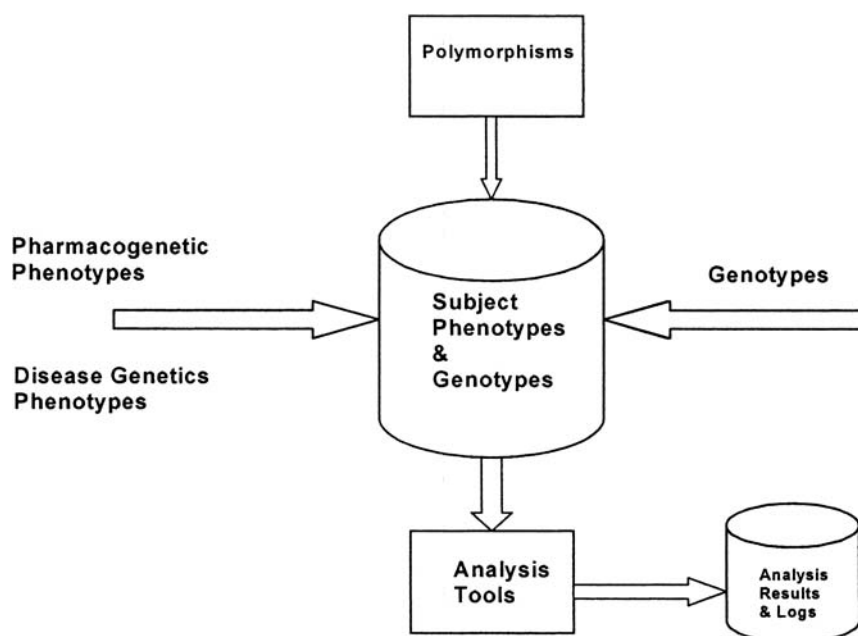 Polymorphisms
Pharmacogenetic
Phenotypes
Disease Genetics
Phenotypes
Subject
Phenotypes
&
Genotypes
Genotypes
Analysis
Tools
Analysis
Results
& Logs